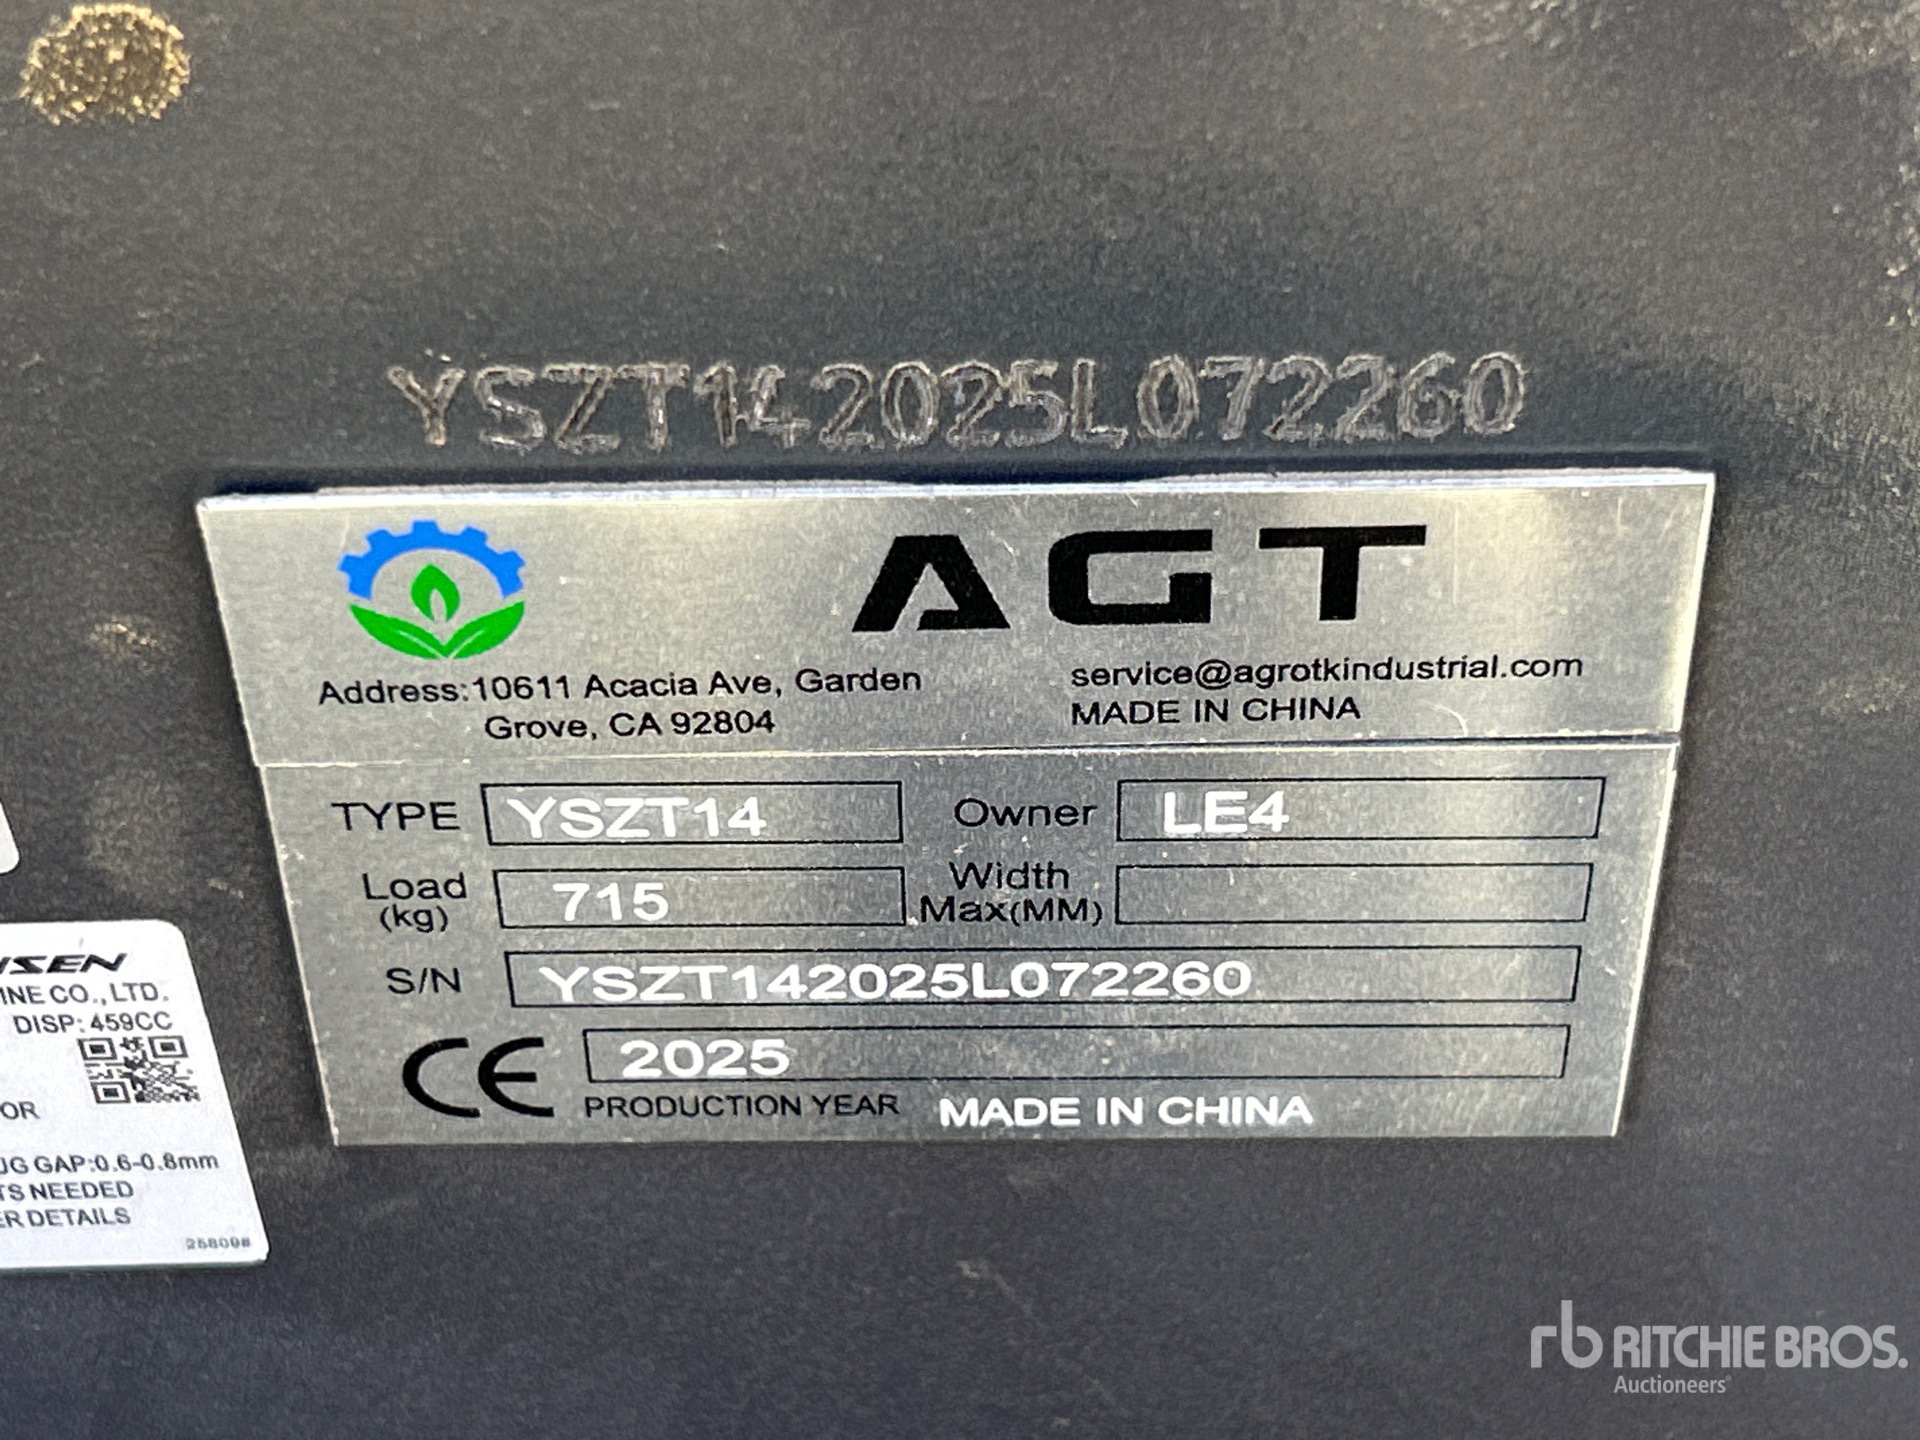 YSZT142025L072260
AGT
Address:10611 Acacia Ave, Garden
Grove, CA 92804
service@agrotkindustrial.com
MADE IN CHINA
TYPE YSZT14 Owner LE4
Load (kg) 715 Width Max(MM)
S/N YSZT142025L072260
CE 2025
PRODUCTION YEAR MADE IN CHINA
INE CO.,LTD.
DISP: 459CC
OR
UG GAP:0.6-0.8mm
TS NEEDED
ER DETAILS
rb RITCHIE BROS.
Auctioneers